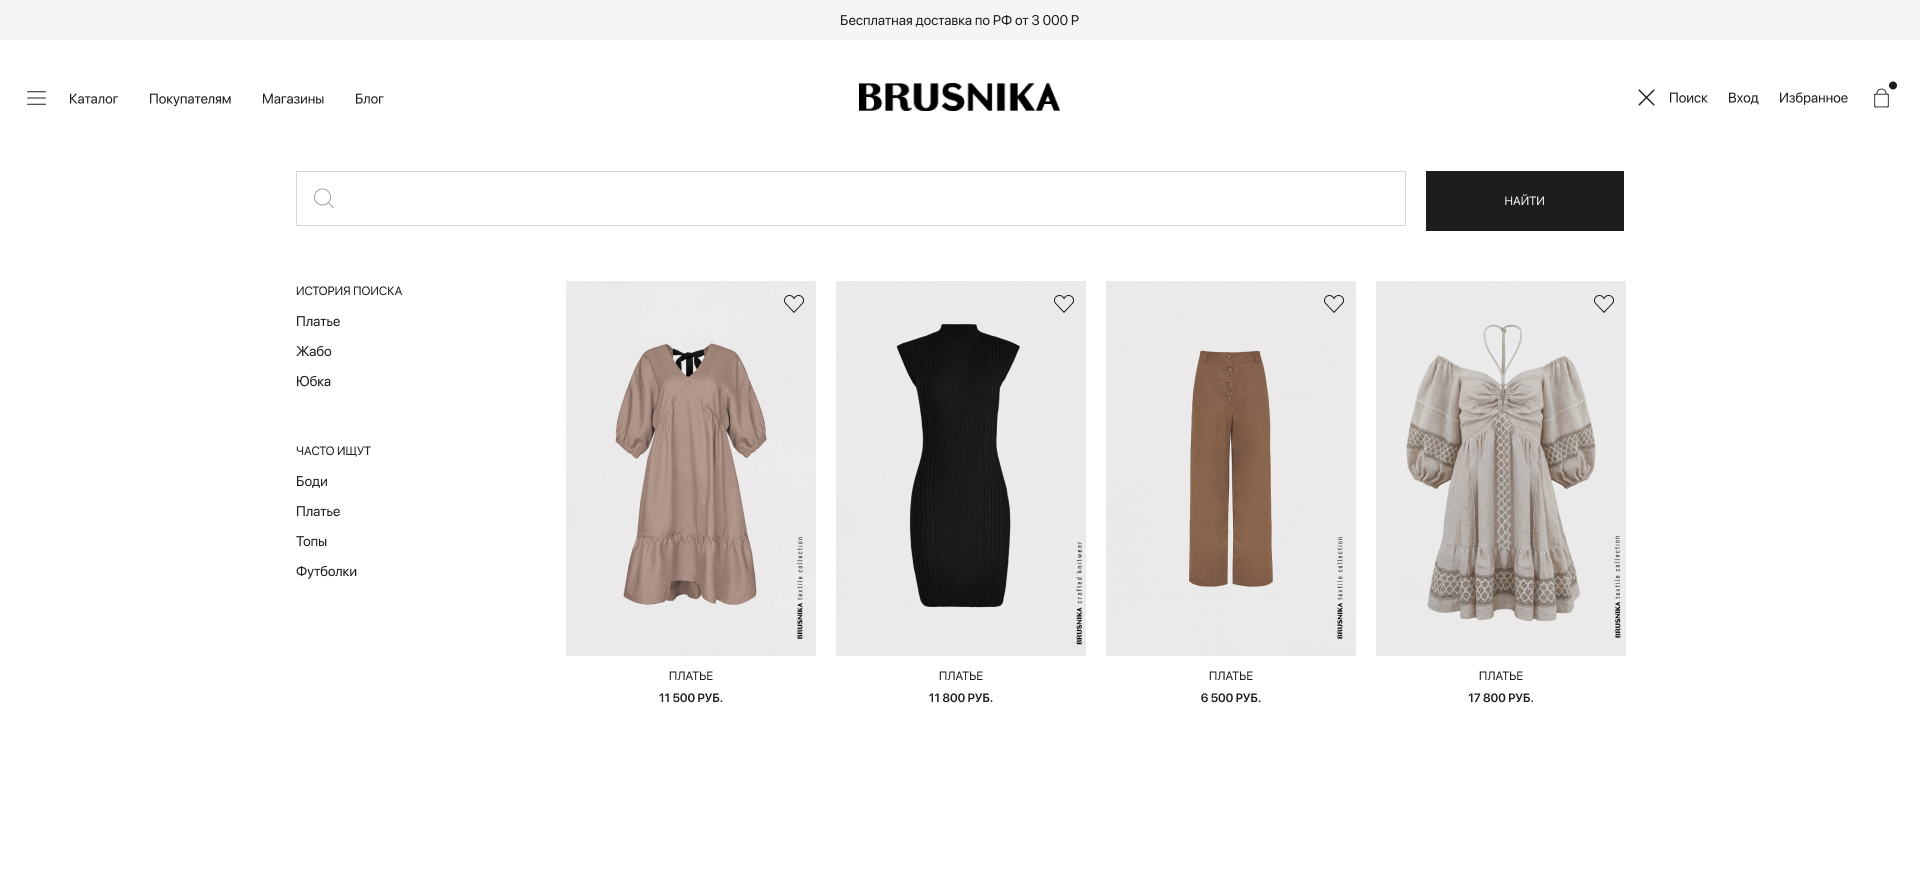 Бесплатная доставка по РФ от 3 000 Р
Каталог Покупателям Магазины Блог BRUSNIKA Поиск Вход Избранное
НАЙТИ
ИСТОРИЯ ПОИСКА
Платье
Жабо
Юбка
ЧАСТО ИЩУТ
Боди
Платье
Топы
Футболки
BRUSNIKA textile collection
BRUSNIKA crafted knitwear
BRUSNIKA textile collection
BRUSNIKA textile collection
ПЛАТЬЕ ПЛАТЬЕ ПЛАТЬЕ ПЛАТЬЕ
11 500 РУБ. 11 800 РУБ. 6 500 РУБ. 17 800 РУБ.